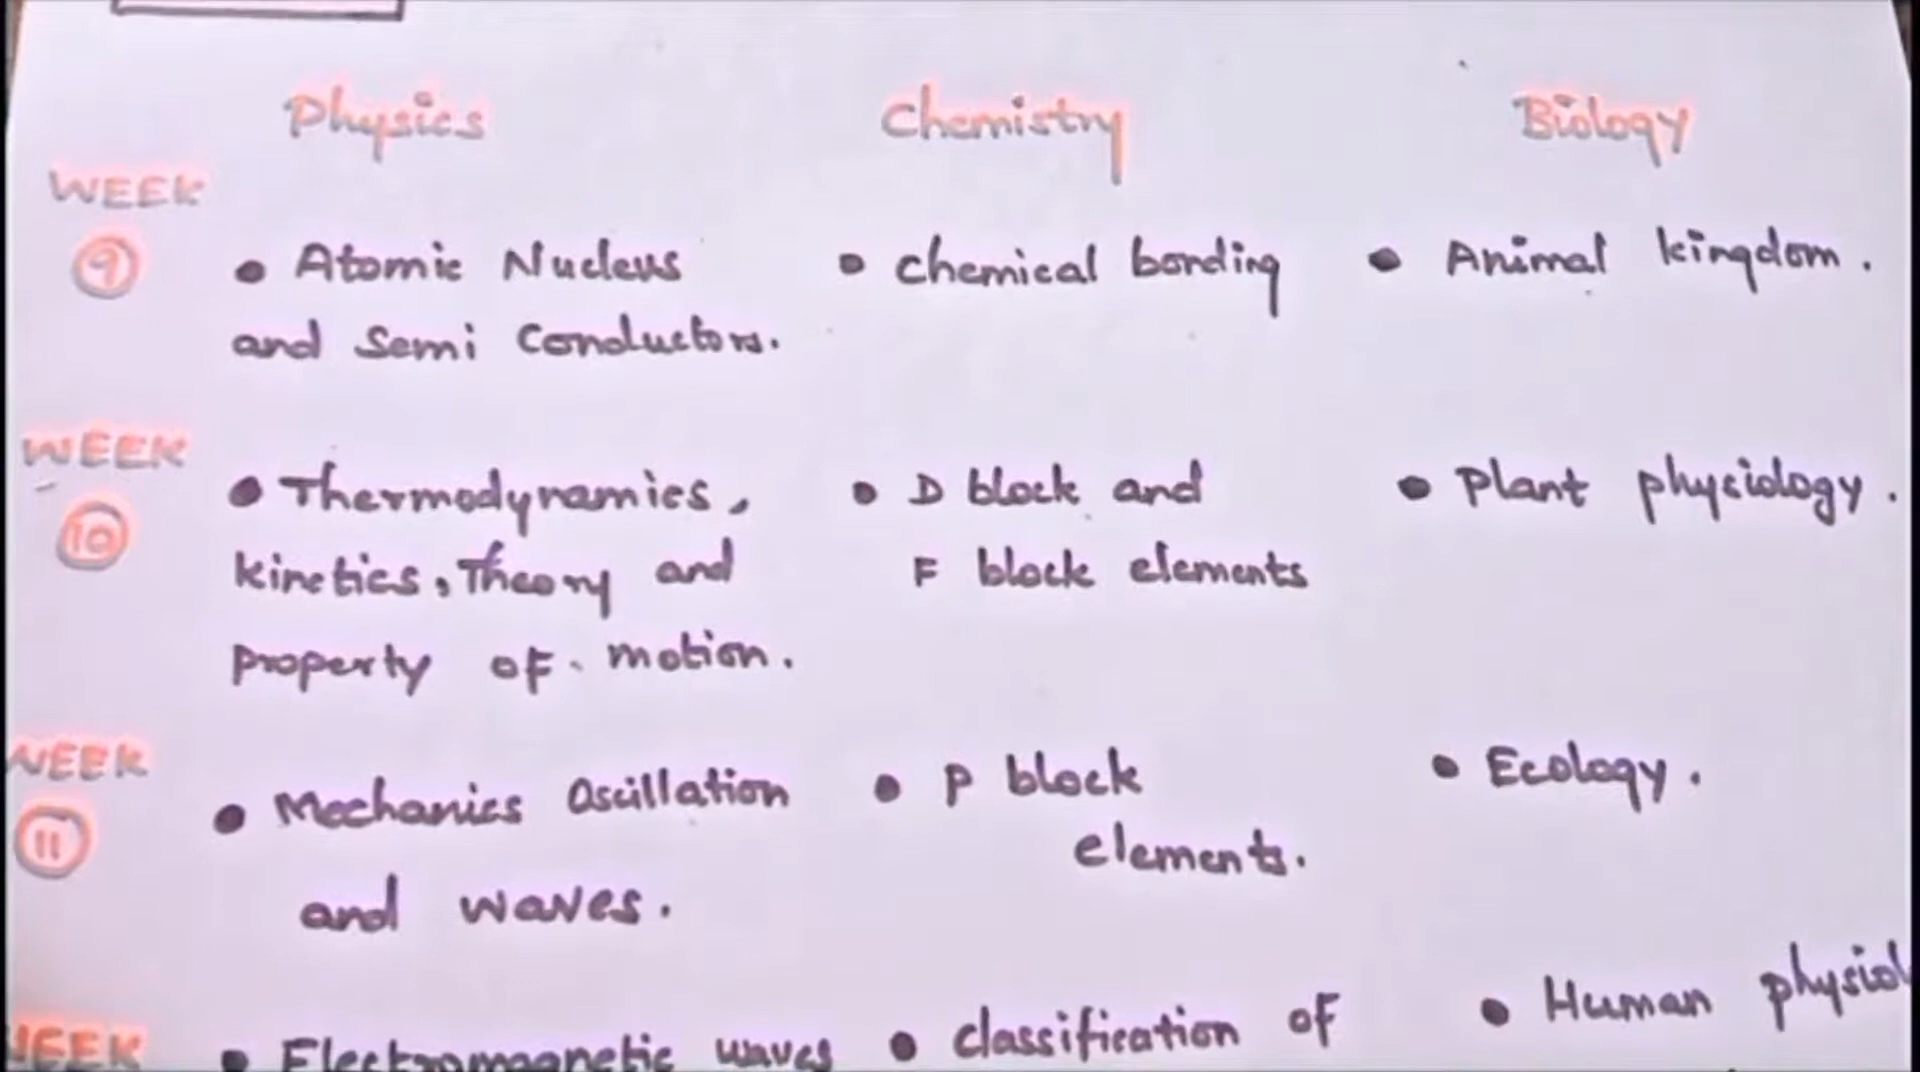 Physics Chemistry Biology
WEEK
9 • Atomic Nucleus • chemical bonding • Animal kingdom.
and Semi Conductors.
WEEK
10 • Thermodynamics, • D block and • Plant physiology.
kinetics, Theory and F block elements
property of motion.
WEEK
11 • Mechanics Oscillation • P block • Ecology.
elements.
and waves.
WEEK • Electromagnetic waves • classification of • Human physiol